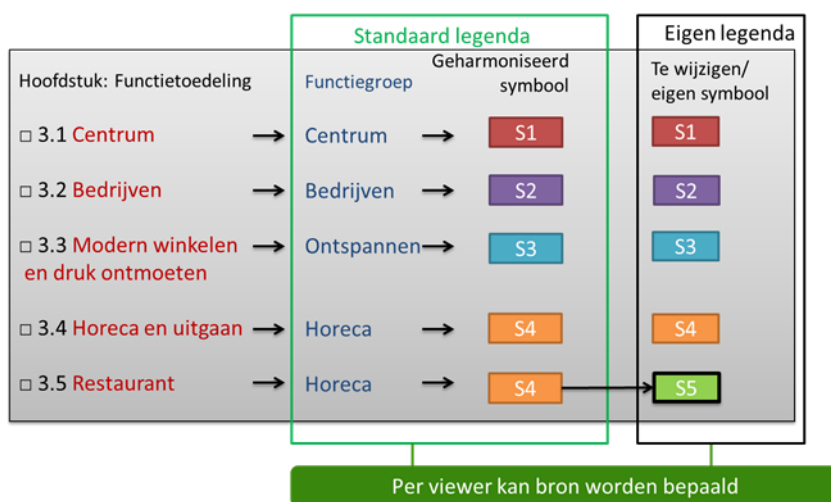 Standaard legenda
Eigen legenda
Hoofdstuk: Functietoedeling
Functiegroep
Geharmoniseerd
symbool
Te wijzigen/
eigen symbool
□ 3.1 Centrum
Centrum
S1
S1
□ 3.2 Bedrijven
Bedrijven
S2
S2
□ 3.3 Modern winkelen
en druk ontmoeten
Ontspannen
S3
S3
□ 3.4 Horeca en uitgaan
Horeca
S4
S4
□ 3.5 Restaurant
Horeca
S4
S5
Per viewer kan bron worden bepaald